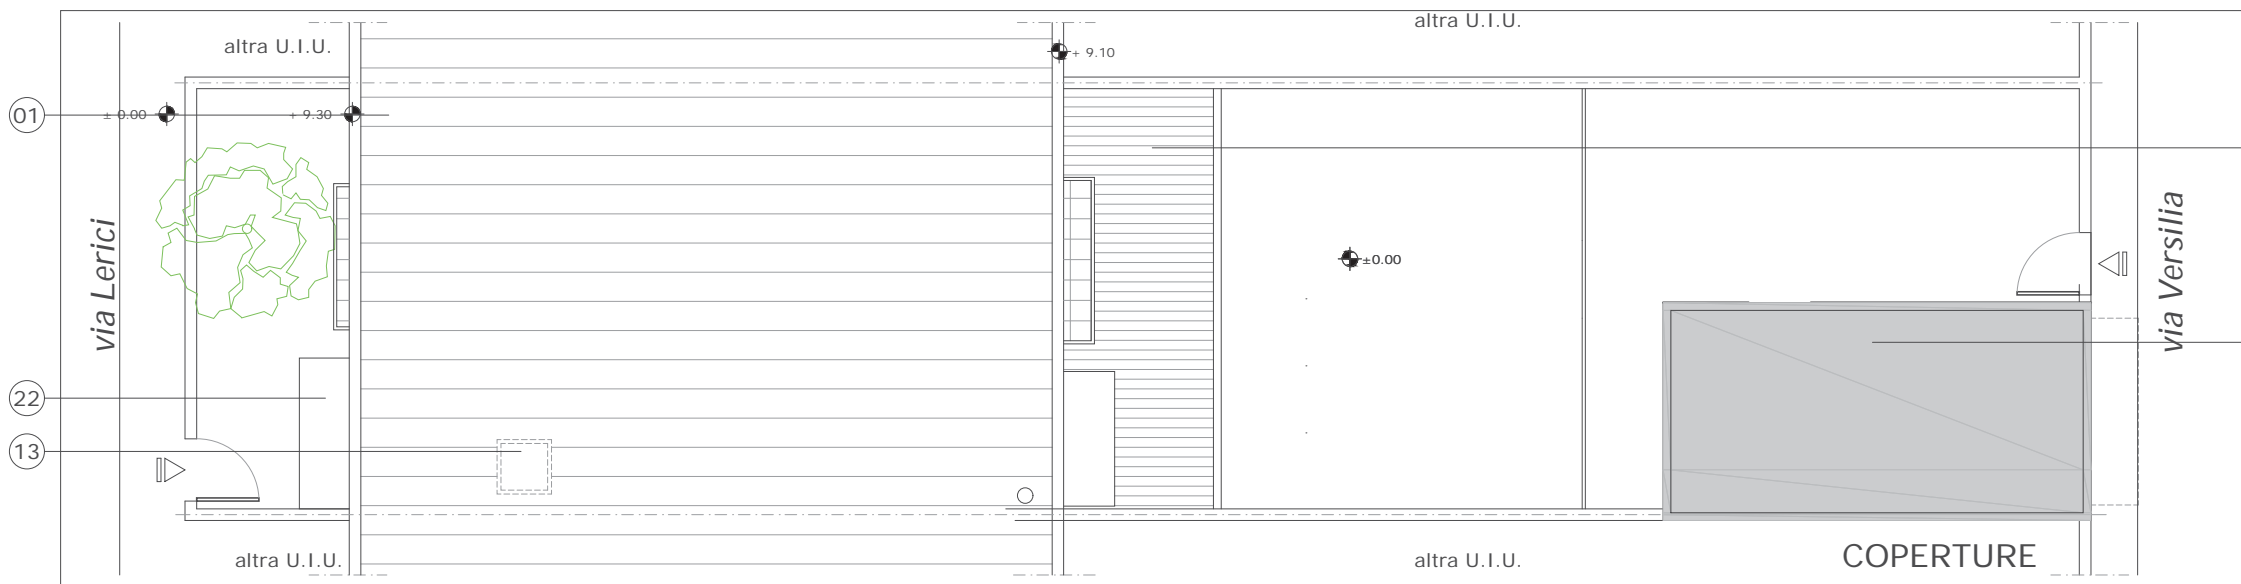 altra U.I.U.
altra U.I.U.
+ 9.10
01
± 0.00
+ 9.30
via Lerici
via Versilia
±0.00
22
13
altra U.I.U.
altra U.I.U.
COPERTURE